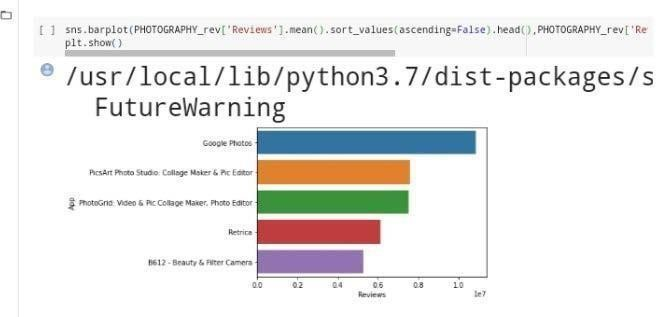 [ ] sns.barplot(PHOTOGRAPHY_rev['Reviews'].mean().sort_values(ascending=False).head(),PHOTOGRAPHY_rev['Re
plt.show()
/usr/local/lib/python3.7/dist-packages/s
FutureWarning
Google Photos
PicsArt Photo Studio: Collage Maker & Pic Editor
App
PhotoGrid: Video & Pic Collage Maker, Photo Editor
Retrica
B612 - Beauty & Filter Camera
0.0 0.2 0.4 0.6 0.8 1.0
Reviews
1e7